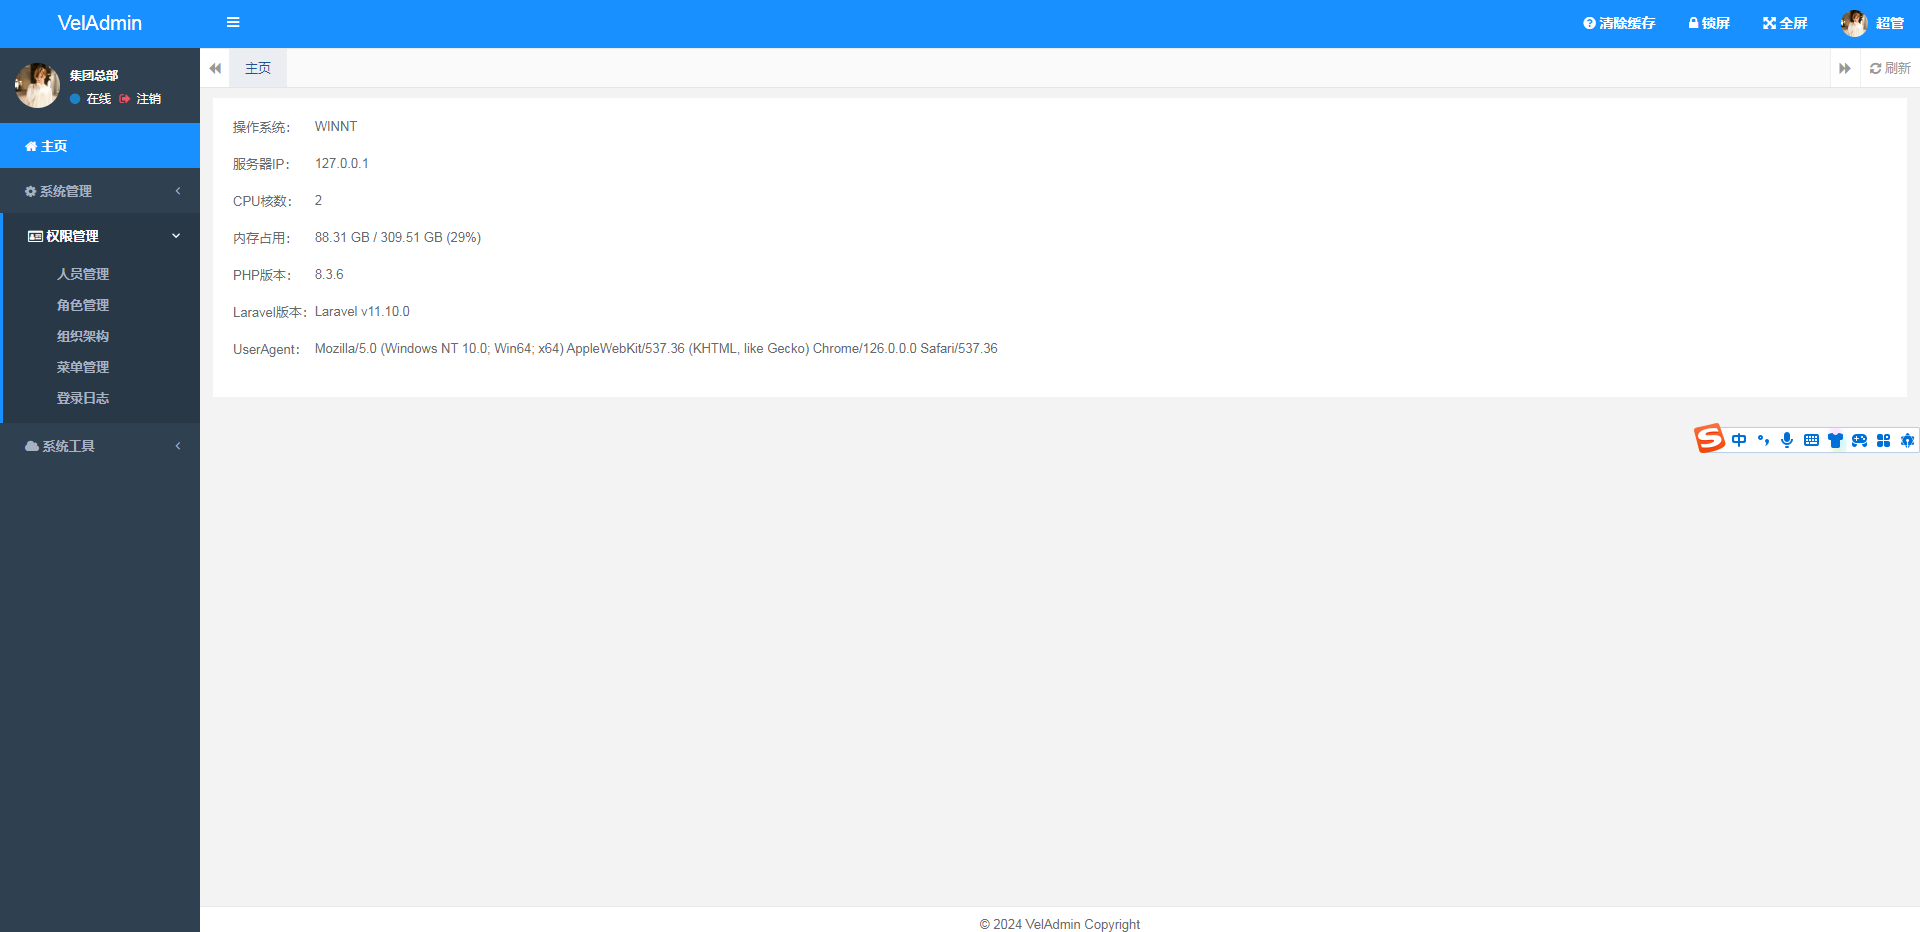 VelAdmin
清除缓存
锁屏
全屏
超管
集团总部
在线 注销
主页
系统管理
权限管理
人员管理
角色管理
组织架构
菜单管理
登录日志
系统工具
主页
刷新
操作系统： WINNT
服务器IP： 127.0.0.1
CPU核数： 2
内存占用： 88.31 GB / 309.51 GB (29%)
PHP版本： 8.3.6
Laravel版本： Laravel v11.10.0
UserAgent： Mozilla/5.0 (Windows NT 10.0; Win64; x64) AppleWebKit/537.36 (KHTML, like Gecko) Chrome/126.0.0.0 Safari/537.36
中
© 2024 VelAdmin Copyright